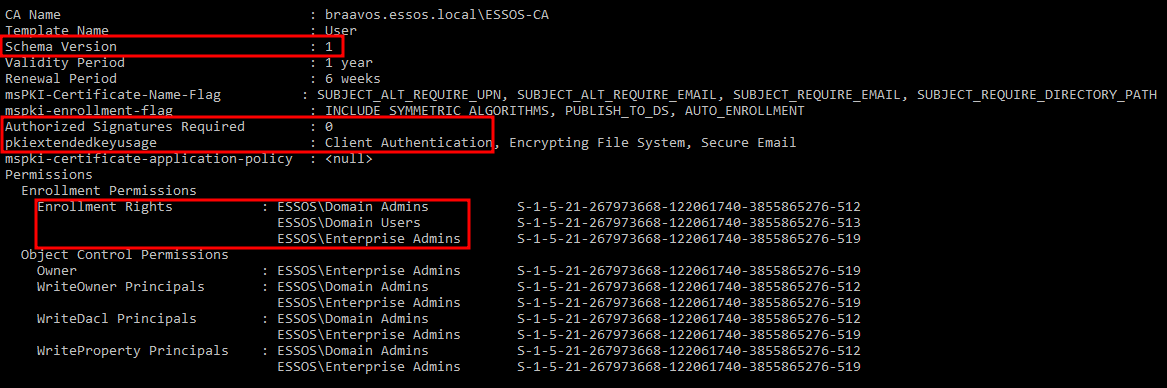 CA Name : braavos.essos.local\ESSOS-CA
Template Name : User
Schema Version : 1
Validity Period : 1 year
Renewal Period : 6 weeks
msPKI-Certificate-Name-Flag : SUBJECT_ALT_REQUIRE_UPN, SUBJECT_ALT_REQUIRE_EMAIL, SUBJECT_REQUIRE_EMAIL, SUBJECT_REQUIRE_DIRECTORY_PATH
mspki-enrollment-flag : INCLUDE_SYMMETRIC_ALGORITHMS, PUBLISH_TO_DS, AUTO_ENROLLMENT
Authorized Signatures Required : 0
pkiextendedkeyusage : Client Authentication, Encrypting File System, Secure Email
mspki-certificate-application-policy : <null>
Permissions
Enrollment Permissions
Enrollment Rights : ESSOS\Domain Admins S-1-5-21-267973668-122061740-3855865276-512
ESSOS\Domain Users S-1-5-21-267973668-122061740-3855865276-513
ESSOS\Enterprise Admins S-1-5-21-267973668-122061740-3855865276-519
Object Control Permissions
Owner : ESSOS\Enterprise Admins S-1-5-21-267973668-122061740-3855865276-519
WriteOwner Principals : ESSOS\Domain Admins S-1-5-21-267973668-122061740-3855865276-512
ESSOS\Enterprise Admins S-1-5-21-267973668-122061740-3855865276-519
WriteDacl Principals : ESSOS\Domain Admins S-1-5-21-267973668-122061740-3855865276-512
ESSOS\Enterprise Admins S-1-5-21-267973668-122061740-3855865276-519
WriteProperty Principals : ESSOS\Domain Admins S-1-5-21-267973668-122061740-3855865276-512
ESSOS\Enterprise Admins S-1-5-21-267973668-122061740-3855865276-519